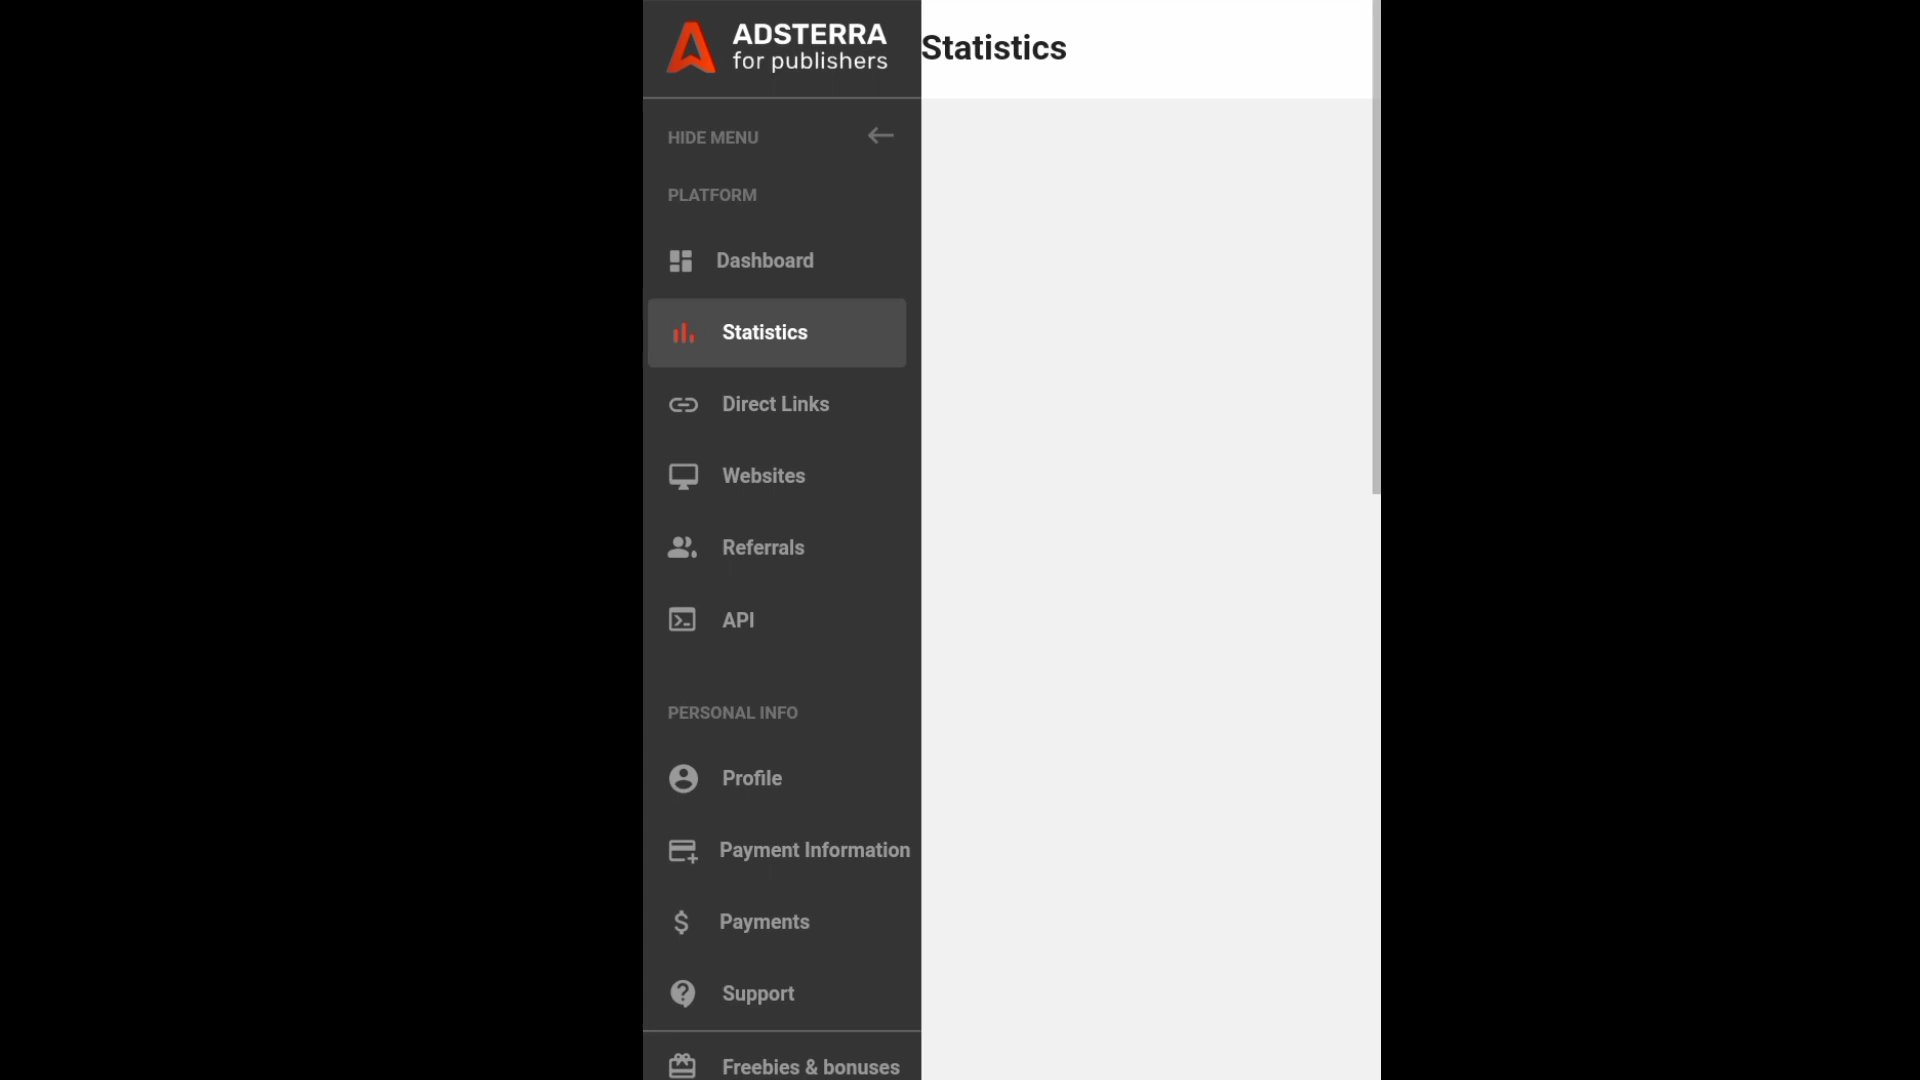 ADSTERRA
for publishers
Statistics
HIDE MENU
PLATFORM
Dashboard
Statistics
Direct Links
Websites
Referrals
API
PERSONAL INFO
Profile
Payment Information
Payments
Support
Freebies & bonuses